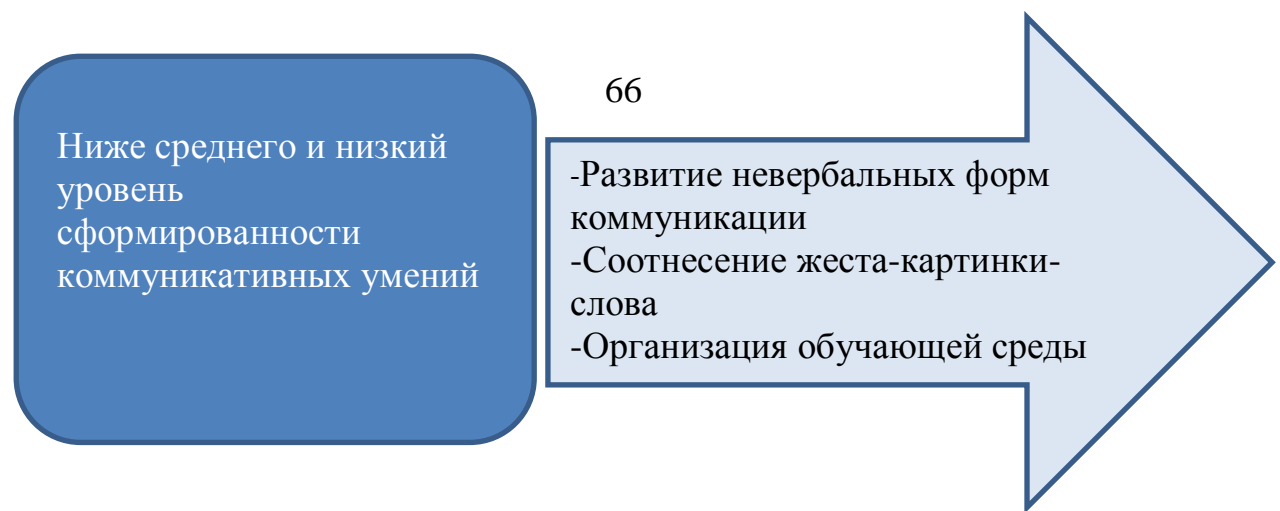 66
Ниже среднего и низкий
уровень
сформированности
коммуникативных умений
-Развитие невербальных форм
коммуникации
-Соотнесение жеста-картинки-
слова
-Организация обучающей среды